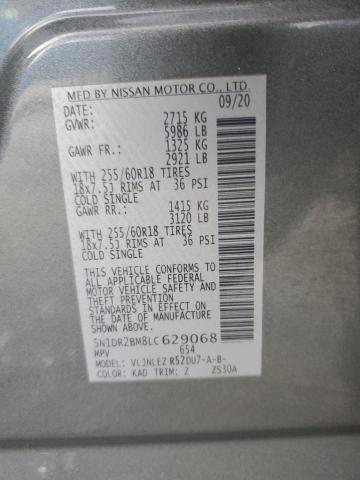 MFD BY NISSAN MOTOR CO., LTD.
DATE: 09/20
GVWR: 2715 KG
5986 LB
GAWR FR.: 1325 KG
2921 LB
WITH 255/60R18 TIRES
18x7.5J RIMS AT 36 PSI
COLD SINGLE
GAWR RR.: 1415 KG
3120 LB
WITH 255/60R18 TIRES
18x7.5J RIMS AT 36 PSI
COLD SINGLE
THIS VEHICLE CONFORMS TO
ALL APPLICABLE FEDERAL
MOTOR VEHICLE SAFETY
AND THEFT PREVENTION
STANDARDS IN EFFECT ON THE
DATE OF MANUFACTURE
SHOWN ABOVE.
5N1DR2BM8LC629068
MPV 654
MODEL: VLJNLEZ R52DU7-A-B-
COLOR: KAD TRIM: Z ZS30A